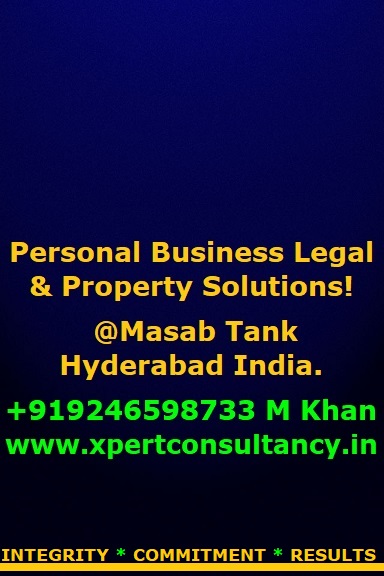 Personal Business Legal
& Property Solutions!
@Masab Tank
Hyderabad India.
+919246598733 M Khan
www.xpertconsultancy.in
INTEGRITY * COMMITMENT * RESULTS